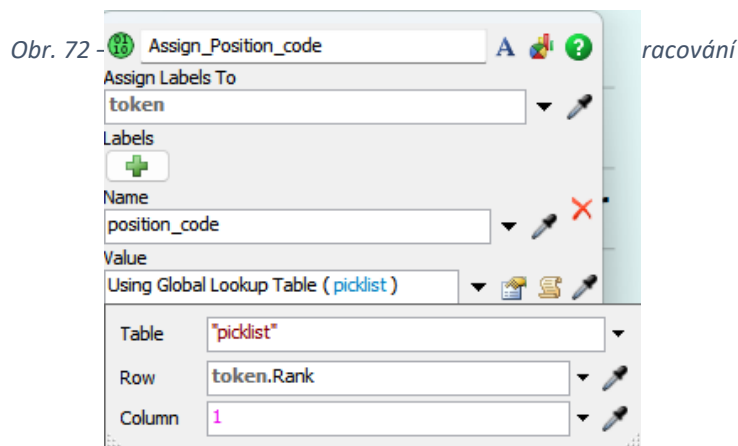 Obr. 72 - Assign_Position_code A racování
Assign Labels To
token
Labels
Name
position_code
Value
Using Global Lookup Table ( picklist )
Table "picklist"
Row token.Rank
Column 1